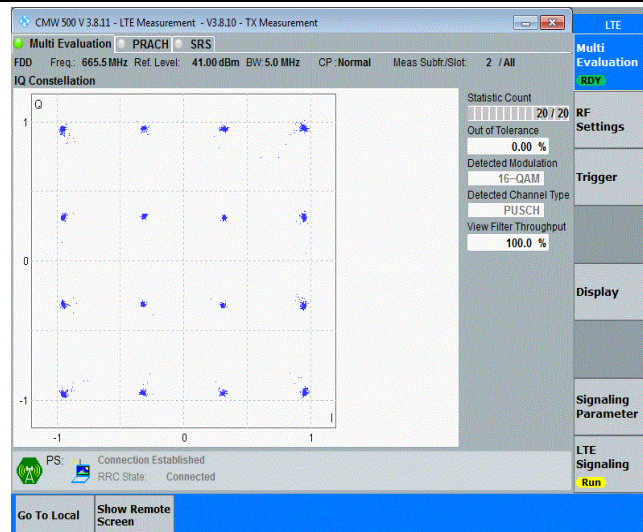 CMW 500 V 3.8.11 - LTE Measurement - V3.8.10 - TX Measurement
LTE
Multi Evaluation PRACH SRS
FDD Freq.: 665.5 MHz Ref. Level: 41.00 dBm BW: 5.0 MHz CP : Normal Meas Subfr./Slot: 2 / All
IQ Constellation
Q
1
0
-1
-1 0 1
I
Statistic Count
20 / 20
Out of Tolerance
0.00 %
Detected Modulation
16-QAM
Detected Channel Type
PUSCH
View Filter Throughput
100.0 %
Multi
Evaluation
RDY
RF
Settings
Trigger
Display
Signaling
Parameter
LTE
Signaling
Run
PS: Connection Established
RRC State: Connected
Go To Local
Show Remote
Screen